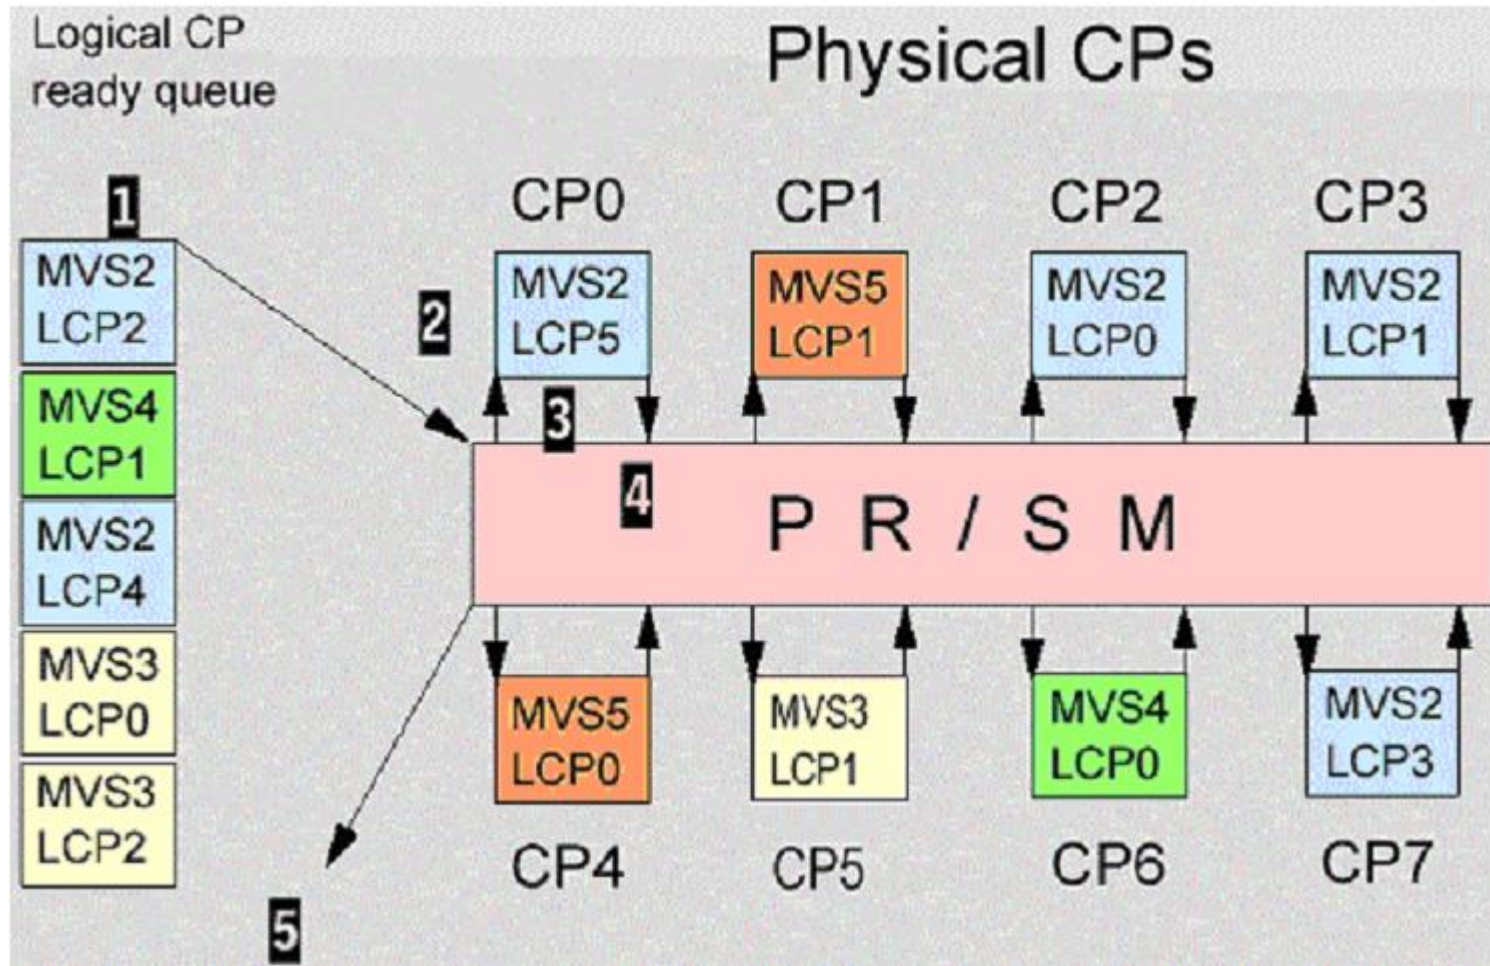 Logical CP
ready queue
Physical CPs
1
MVS2
LCP2
MVS4
LCP1
MVS2
LCP4
MVS3
LCP0
MVS3
LCP2
2
CP0
CP1
CP2
CP3
MVS2
LCP5
MVS5
LCP1
MVS2
LCP0
MVS2
LCP1
3
4
P R / S M
MVS5
LCP0
MVS3
LCP1
MVS4
LCP0
MVS2
LCP3
CP4
CP5
CP6
CP7
5